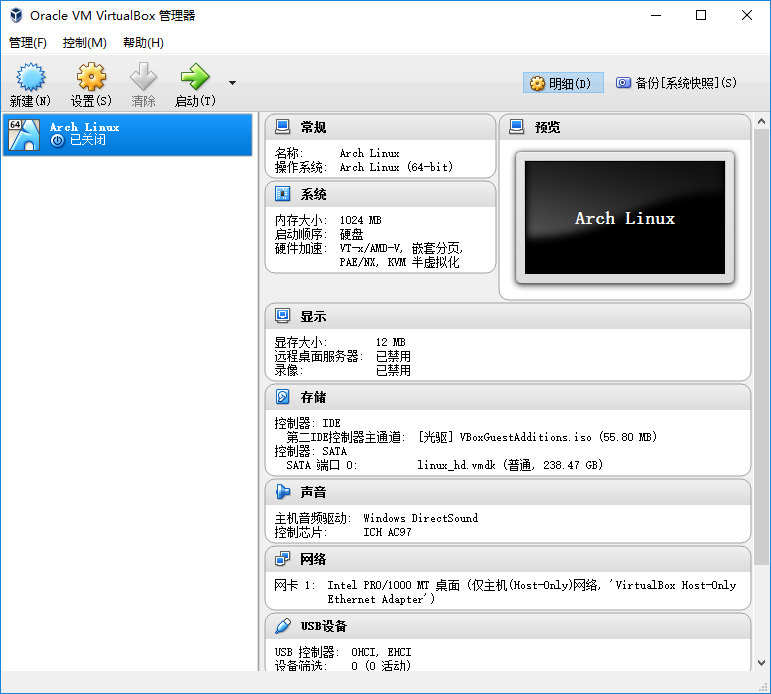 Oracle VM VirtualBox 管理器
管理(F) 控制(M) 帮助(H)
新建(N) 设置(S) 清除 启动(T) 明细(D) 备份[系统快照](S)
64 Arch Linux
已关闭
常规
名称: Arch Linux
操作系统: Arch Linux (64-bit)
系统
内存大小: 1024 MB
启动顺序: 硬盘
硬件加速: VT-x/AMD-V, 嵌套分页,
PAE/NX, KVM 半虚拟化
预览
Arch Linux
显示
显存大小: 12 MB
远程桌面服务器: 已禁用
录像: 已禁用
存储
控制器: IDE
第二IDE控制器主通道: [光驱] VBoxGuestAdditions.iso (55.80 MB)
控制器: SATA
SATA 端口 0: linux_hd.vmdk (普通, 238.47 GB)
声音
主机音频驱动: Windows DirectSound
控制芯片: ICH AC97
网络
网卡 1: Intel PRO/1000 MT 桌面 (仅主机(Host-Only)网络, 'VirtualBox Host-Only
Ethernet Adapter')
USB设备
USB 控制器: OHCI, EHCI
设备筛选: 0 (0 活动)